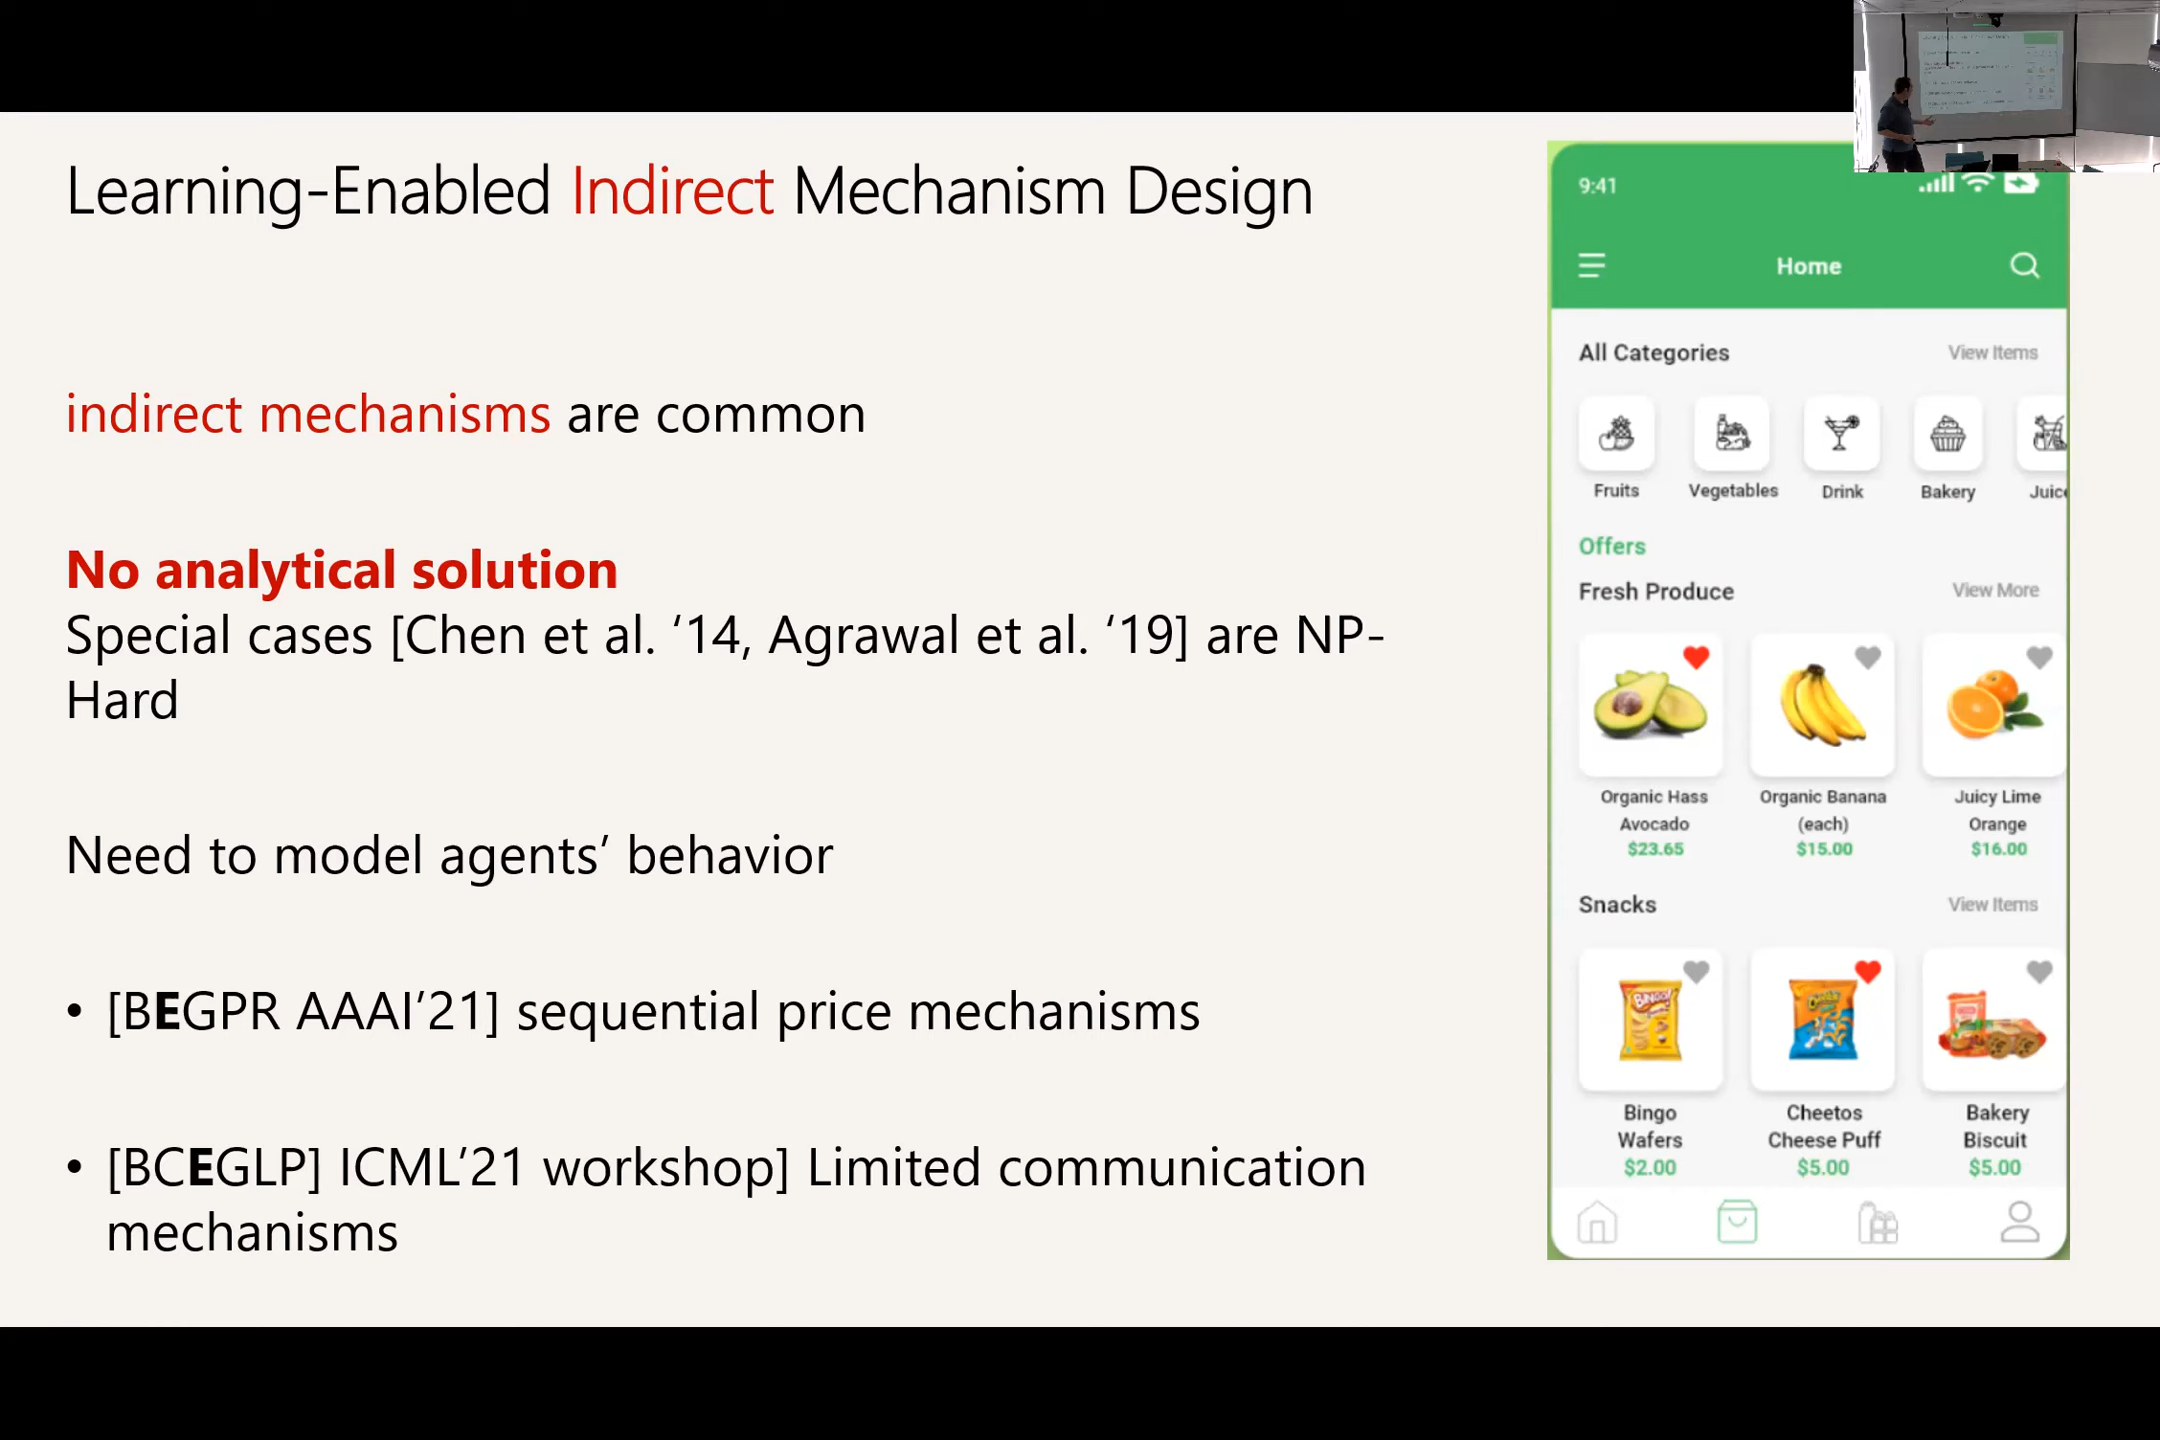 Learning-Enabled Indirect Mechanism Design
indirect mechanisms are common
No analytical solution
Special cases [Chen et al. ‘14, Agrawal et al. ‘19] are NP-
Hard
Need to model agents’ behavior
• [BEGPR AAAI’21] sequential price mechanisms
• [BCEGLP] ICML’21 workshop] Limited communication
mechanisms
9:41
Home
All Categories View Items
Fruits Vegetables Drink Bakery Juice
Offers
Fresh Produce View More
Organic Hass Organic Banana Juicy Lime
Avocado (each) Orange
$23.65 $15.00 $16.00
Snacks View Items
BINGO! Cheetos
Bingo Cheetos Bakery
Wafers Cheese Puff Biscuit
$2.00 $5.00 $5.00